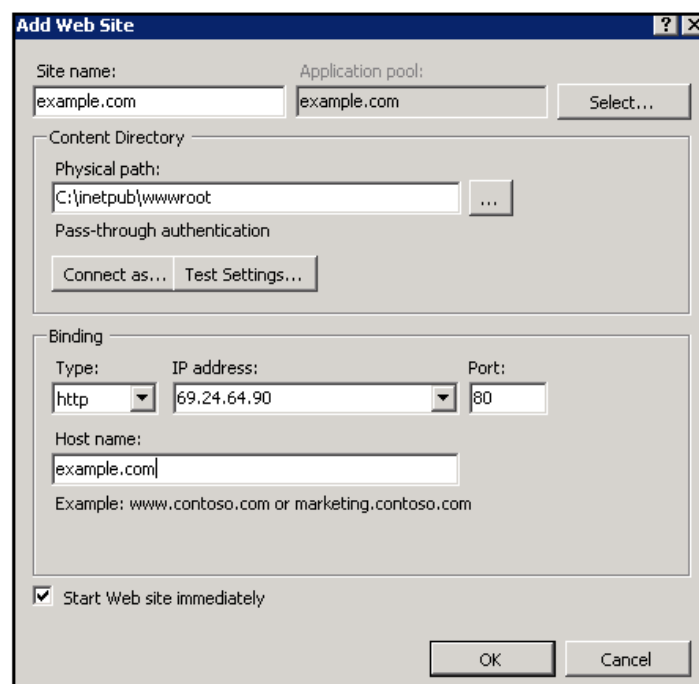 Add Web Site
?
X
Site name:
Application pool:
example.com
example.com
Select...
Content Directory
Physical path:
C:\inetpub\wwwroot
...
Pass-through authentication
Connect as...
Test Settings...
Binding
Type:
IP address:
Port:
http
69.24.64.90
80
Host name:
example.com
Example: www.contoso.com or marketing.contoso.com
Start Web site immediately
OK
Cancel